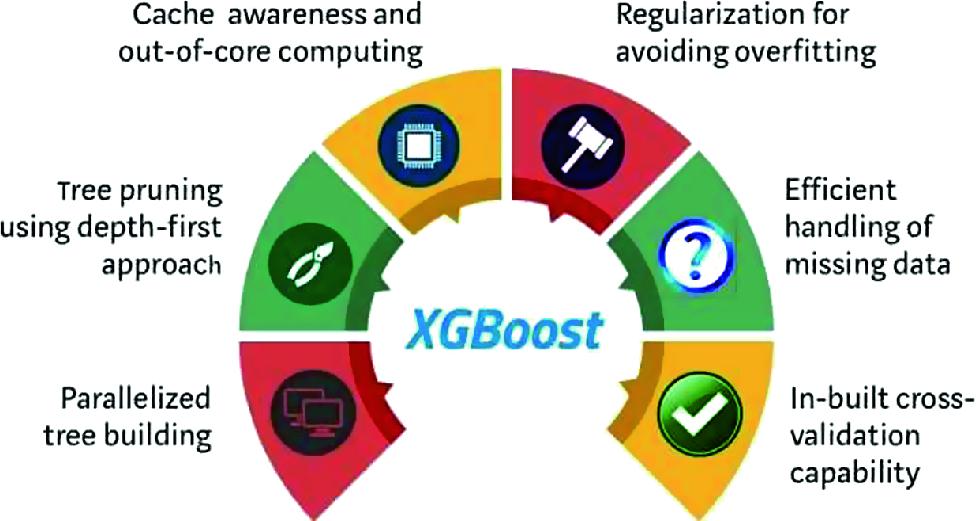 Cache awareness and
out-of-core computing
Regularization for
avoiding overfitting
Tree pruning
using depth-first
approach
Efficient
handling of
missing data
XGBoost
Parallelized
tree building
In-built cross-
validation
capability